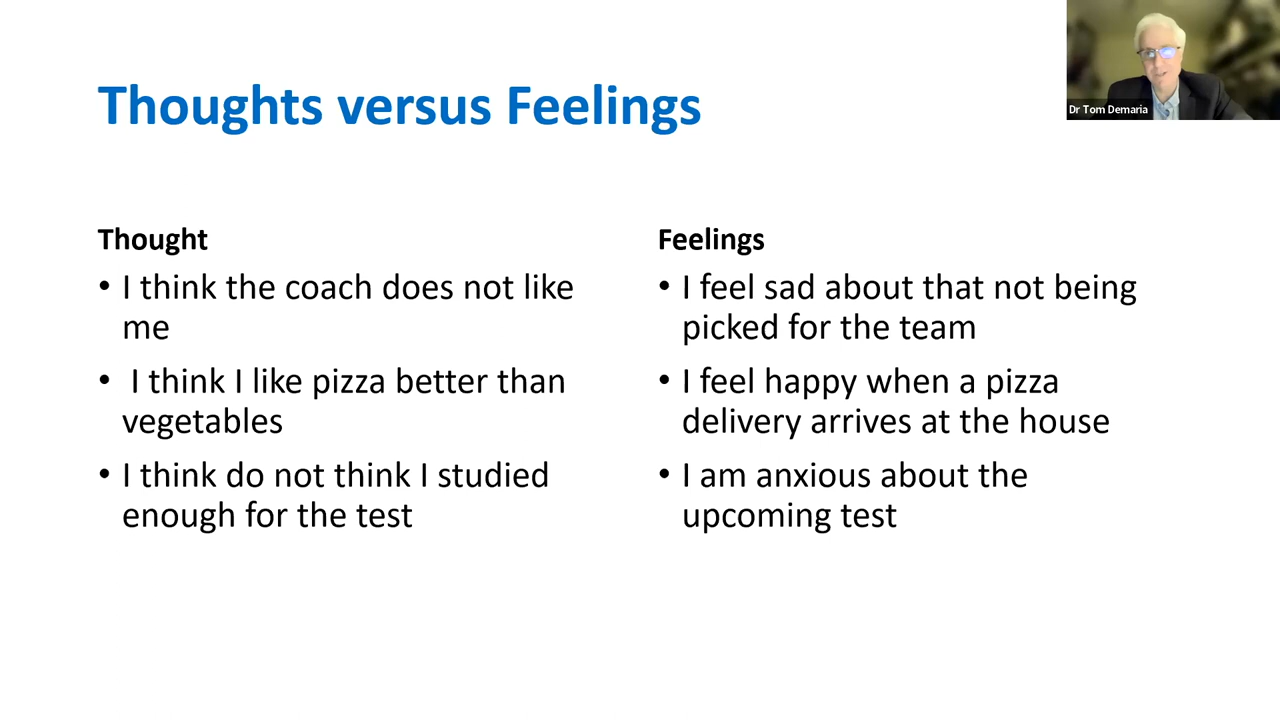 Dr Tom Demaria
Thoughts versus Feelings
Thought
• I think the coach does not like
me
• I think I like pizza better than
vegetables
• I think do not think I studied
enough for the test
Feelings
• I feel sad about that not being
picked for the team
• I feel happy when a pizza
delivery arrives at the house
• I am anxious about the
upcoming test